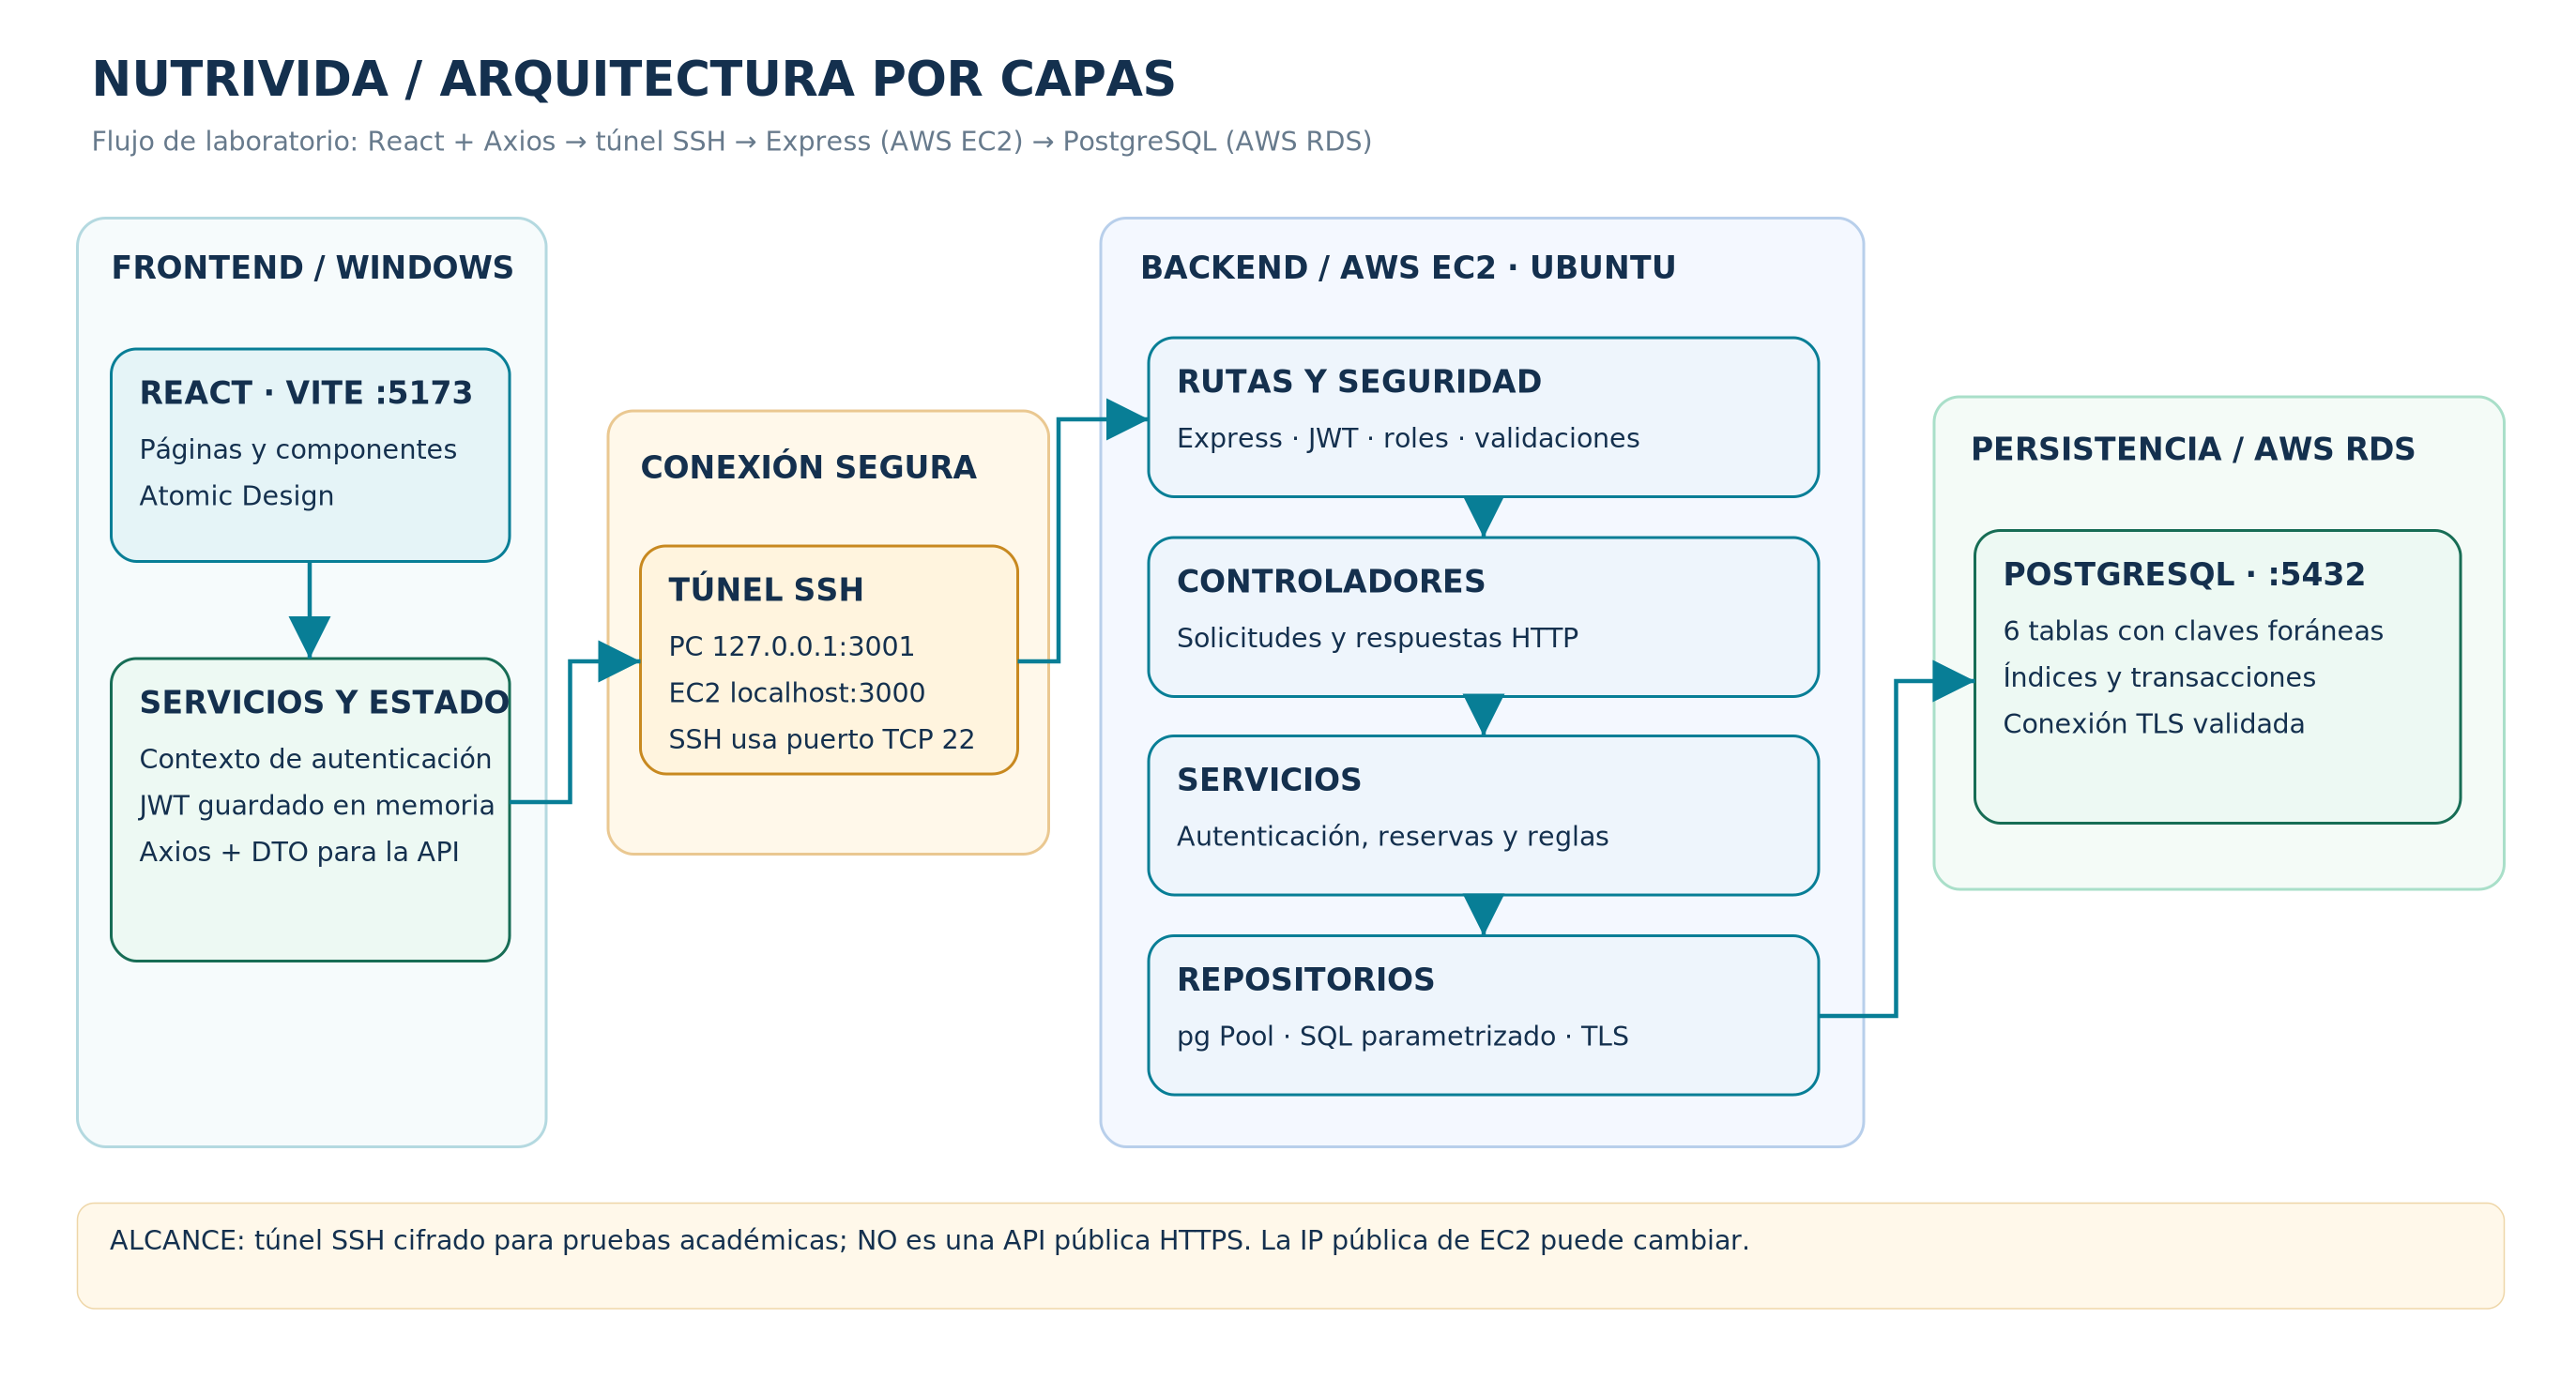 NUTRIVIDA / ARQUITECTURA POR CAPAS
Flujo de laboratorio: React + Axios → túnel SSH → Express (AWS EC2) → PostgreSQL (AWS RDS)
FRONTEND / WINDOWS
REACT · VITE :5173
Páginas y componentes
Atomic Design
SERVICIOS Y ESTADO
Contexto de autenticación
JWT guardado en memoria
Axios + DTO para la API
CONEXIÓN SEGURA
TÚNEL SSH
PC 127.0.0.1:3001
EC2 localhost:3000
SSH usa puerto TCP 22
BACKEND / AWS EC2 · UBUNTU
RUTAS Y SEGURIDAD
Express · JWT · roles · validaciones
CONTROLADORES
Solicitudes y respuestas HTTP
SERVICIOS
Autenticación, reservas y reglas
REPOSITORIOS
pg Pool · SQL parametrizado · TLS
PERSISTENCIA / AWS RDS
POSTGRESQL · :5432
6 tablas con claves foráneas
Índices y transacciones
Conexión TLS validada
ALCANCE: túnel SSH cifrado para pruebas académicas; NO es una API pública HTTPS. La IP pública de EC2 puede cambiar.